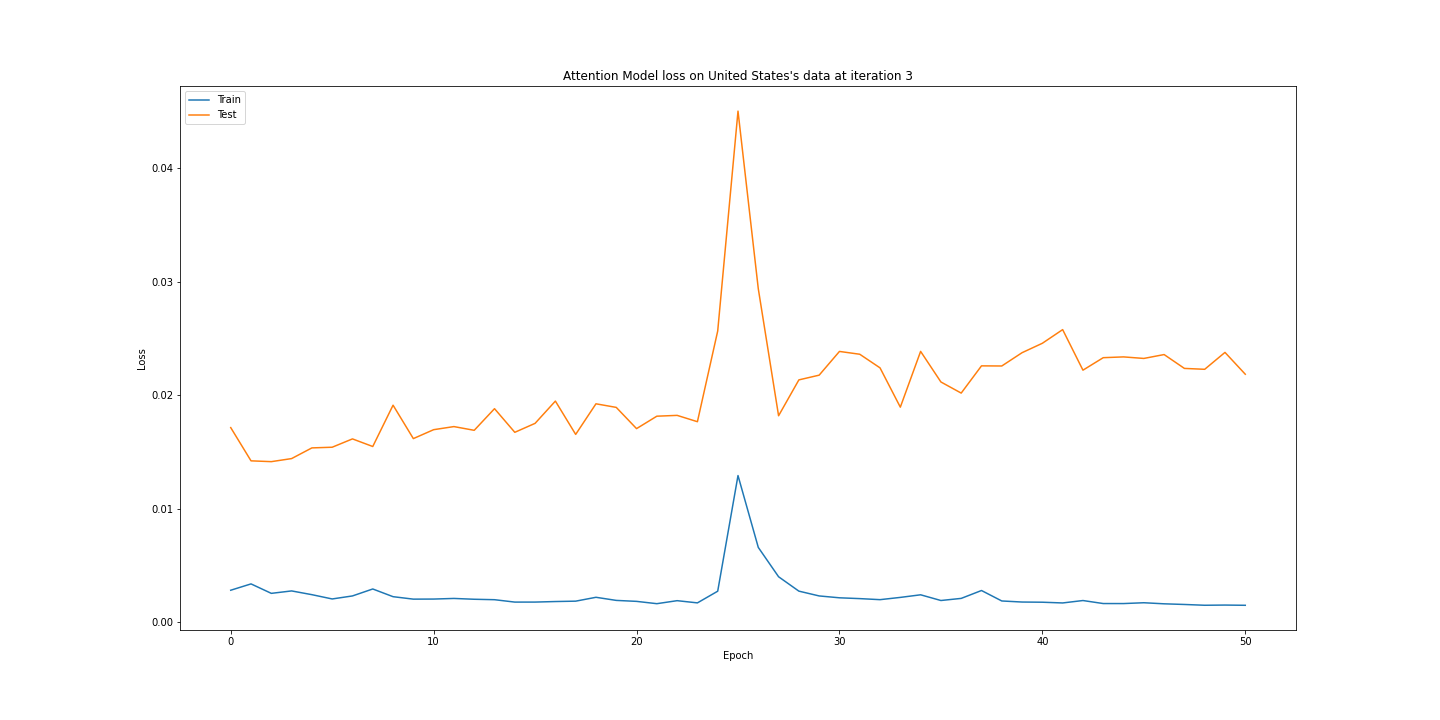 Attention Model loss on United States's data at iteration 3
Train
Test
0.04
0.03
0.02
0.01
0.00
Loss
0 10 20 30 40 50
Epoch